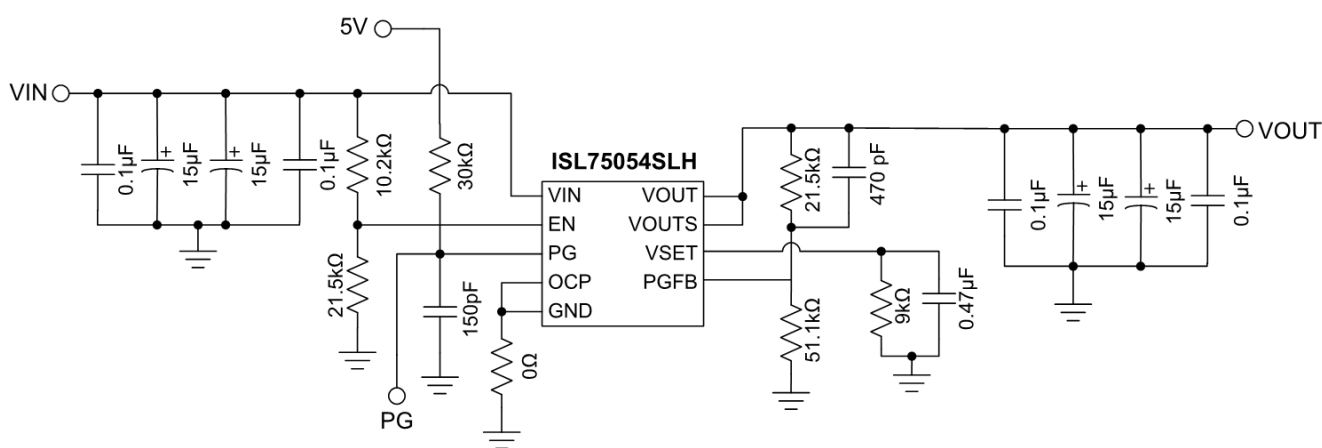 5V
VIN
0.1µF
15µF
15µF
0.1µF
10.2kΩ
30kΩ
21.5kΩ
150pF
PG
0Ω
ISL75054SLH
VIN
EN
PG
OCP
GND
VOUT
VOUTS
VSET
PGFB
21.5kΩ
470 pF
51.1kΩ
9kΩ
0.47µF
0.1µF
15µF
15µF
0.1µF
VOUT